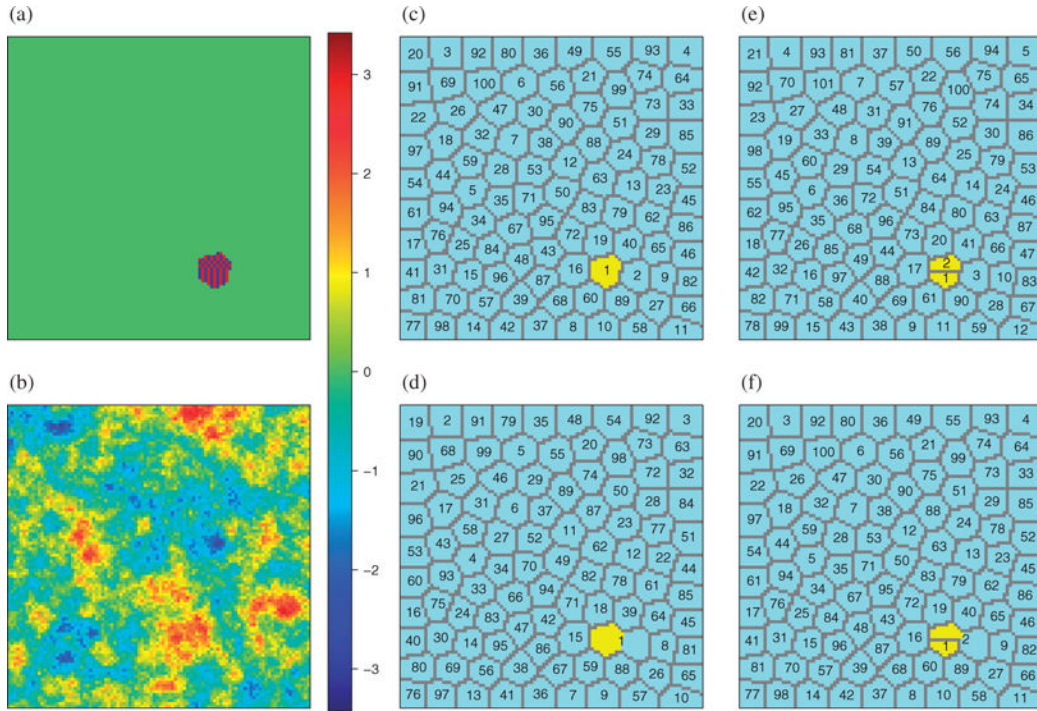 (a)
(c)
(e)
3
2
1
0
−1
−2
−3
20 3 92 80 36 49 55 93 4
91 69 100 6 56 21 99 74 64
22 26 47 30 75 73 33
97 18 32 7 38 90 88 51 29 85
54 44 59 28 53 12 24 78 52
61 94 5 71 50 63 13 23 45
17 76 34 35 67 95 83 79 62
41 31 25 84 48 43 72 19 40 65 46
15 96 87 16 1 2 9 82
81 70 57 39 68 60 89 27 66
77 98 14 42 37 8 10 58 11
21 4 93 81 37 50 56 94 5
92 70 101 7 57 22 100 75 65
23 27 48 31 76 74 34
98 19 33 8 39 91 89 52 30 86
55 45 60 29 54 13 25 79 53
62 95 6 72 51 64 14 24 46
18 77 35 36 68 96 84 80 63
42 32 26 85 49 44 73 20 41 66 47
16 97 88 17 2 1 3 10 83
82 71 58 40 69 61 90 28 67
78 99 15 43 38 9 11 59 12
(b)
(d)
(f)
19 2 91 79 35 48 54 92 3
90 68 99 5 55 20 98 73 63
21 25 46 29 74 72 32
96 17 31 6 37 89 87 50 28 84
53 43 58 27 52 11 23 77 51
60 93 4 70 49 62 12 22 44
16 75 33 34 66 94 82 78 61
40 30 24 83 47 42 71 18 39 64 45
14 95 86 15 1 8 81
80 69 56 38 67 59 88 26 65
76 97 13 41 36 7 9 57 10
20 3 92 80 36 49 55 93 4
91 69 100 6 56 21 99 74 64
22 26 47 30 75 73 33
97 18 32 7 38 90 88 51 29 85
54 44 59 28 53 12 24 78 52
61 94 5 71 50 63 13 23 45
17 76 34 35 67 95 83 79 62
41 31 25 84 48 43 72 19 40 65 46
15 96 87 16 1 2 9 82
81 70 57 39 68 60 89 27 66
77 98 14 42 37 8 10 58 11